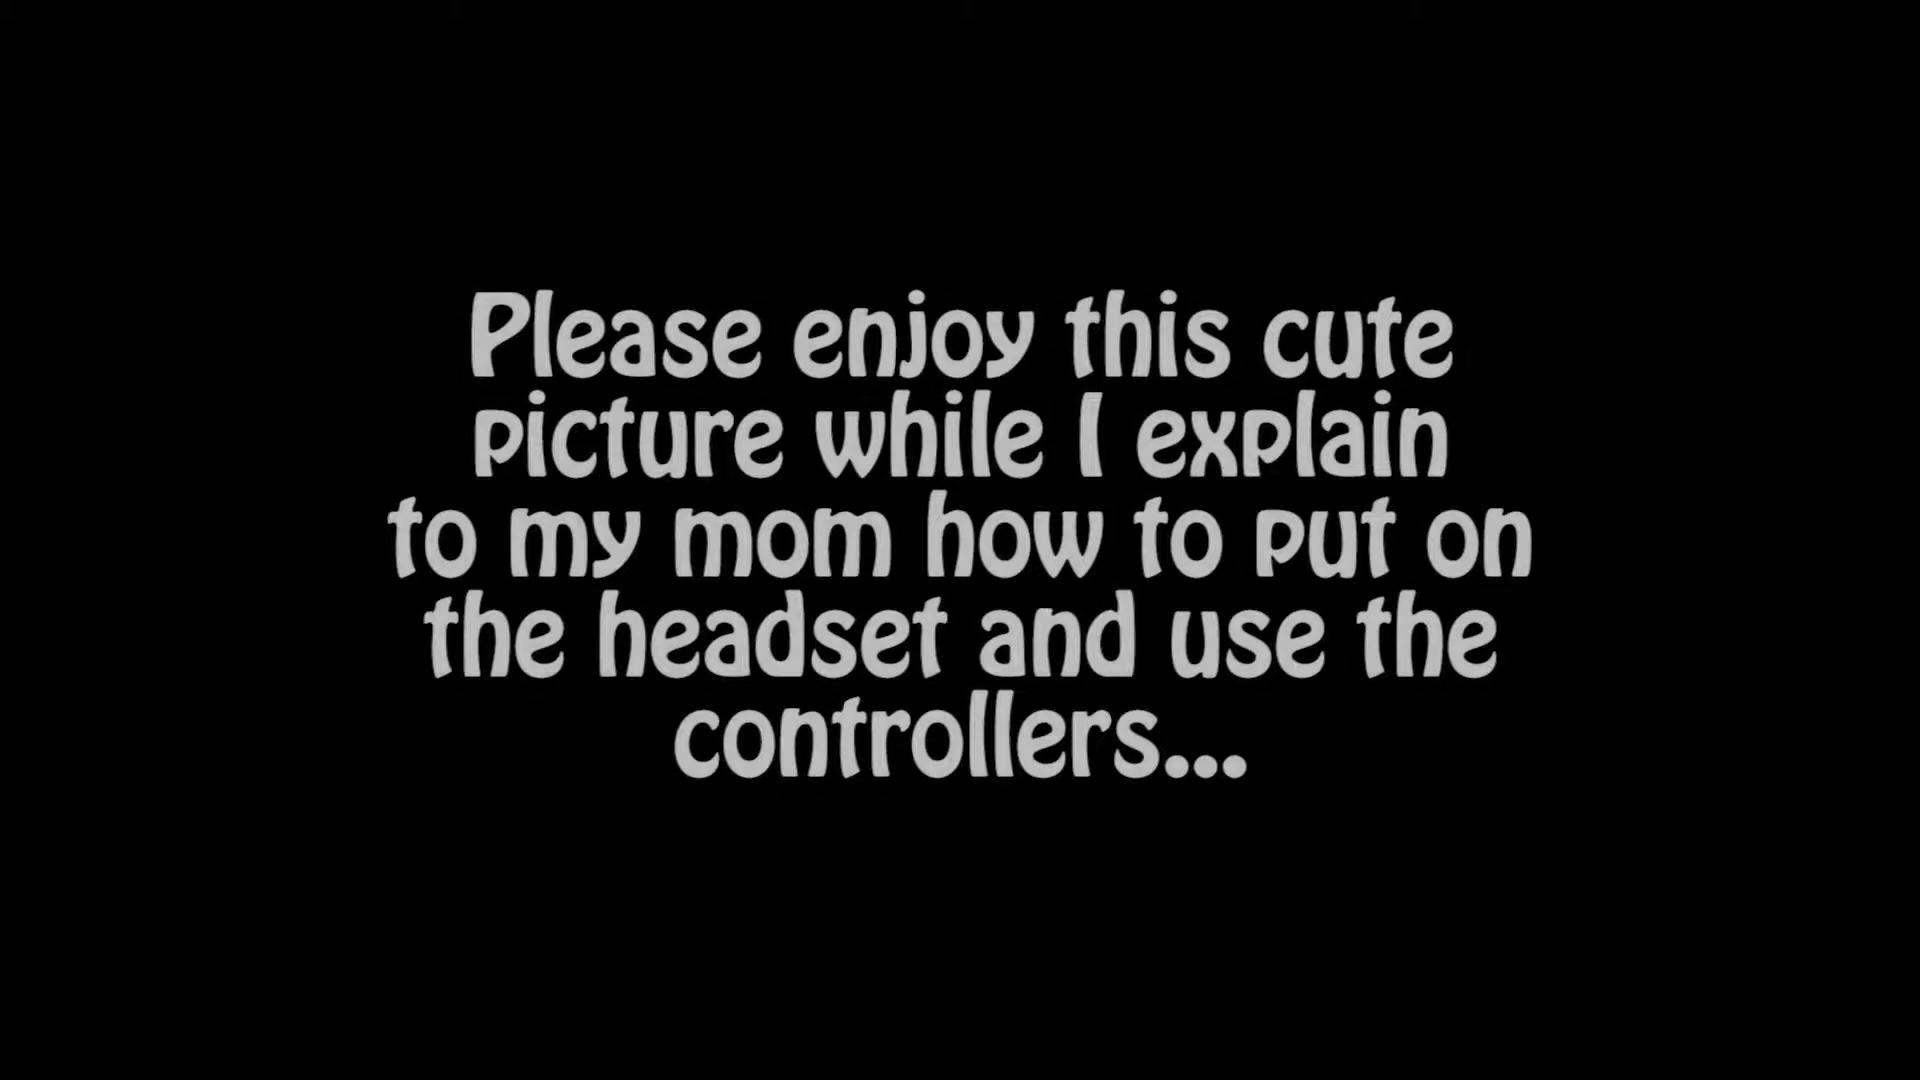 Please enjoy this cute
picture while I explain
to my mom how to put on
the headset and use the
controllers...